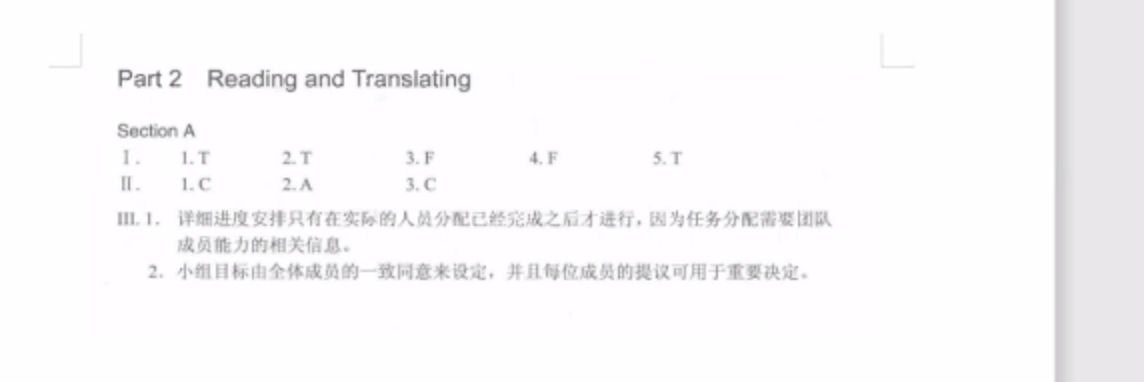 Part 2 Reading and Translating
Section A
Ⅰ. 1. T 2. T 3. F 4. F 5. T
Ⅱ. 1. C 2. A 3. C
Ⅲ. 1. 详细进度安排只有在实际的人员分配已经完成之后才进行，因为任务分配需要团队
成员能力的相关信息。
2. 小组目标由全体成员的一致同意来设定，并且每位成员的提议可用于重要决定。